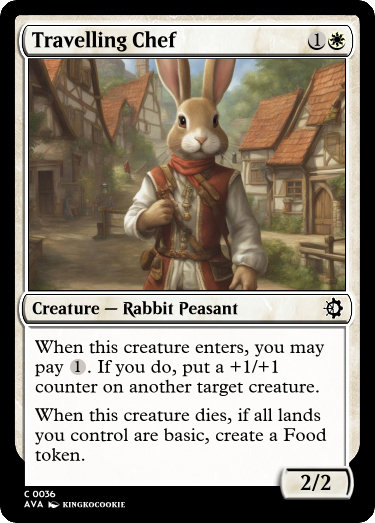 Travelling Chef 1
Creature — Rabbit Peasant
When this creature enters, you may
pay 1. If you do, put a +1/+1
counter on another target creature.
When this creature dies, if all lands
you control are basic, create a Food
token.
2/2
C 0036
AVA KINGKOCOOKIE